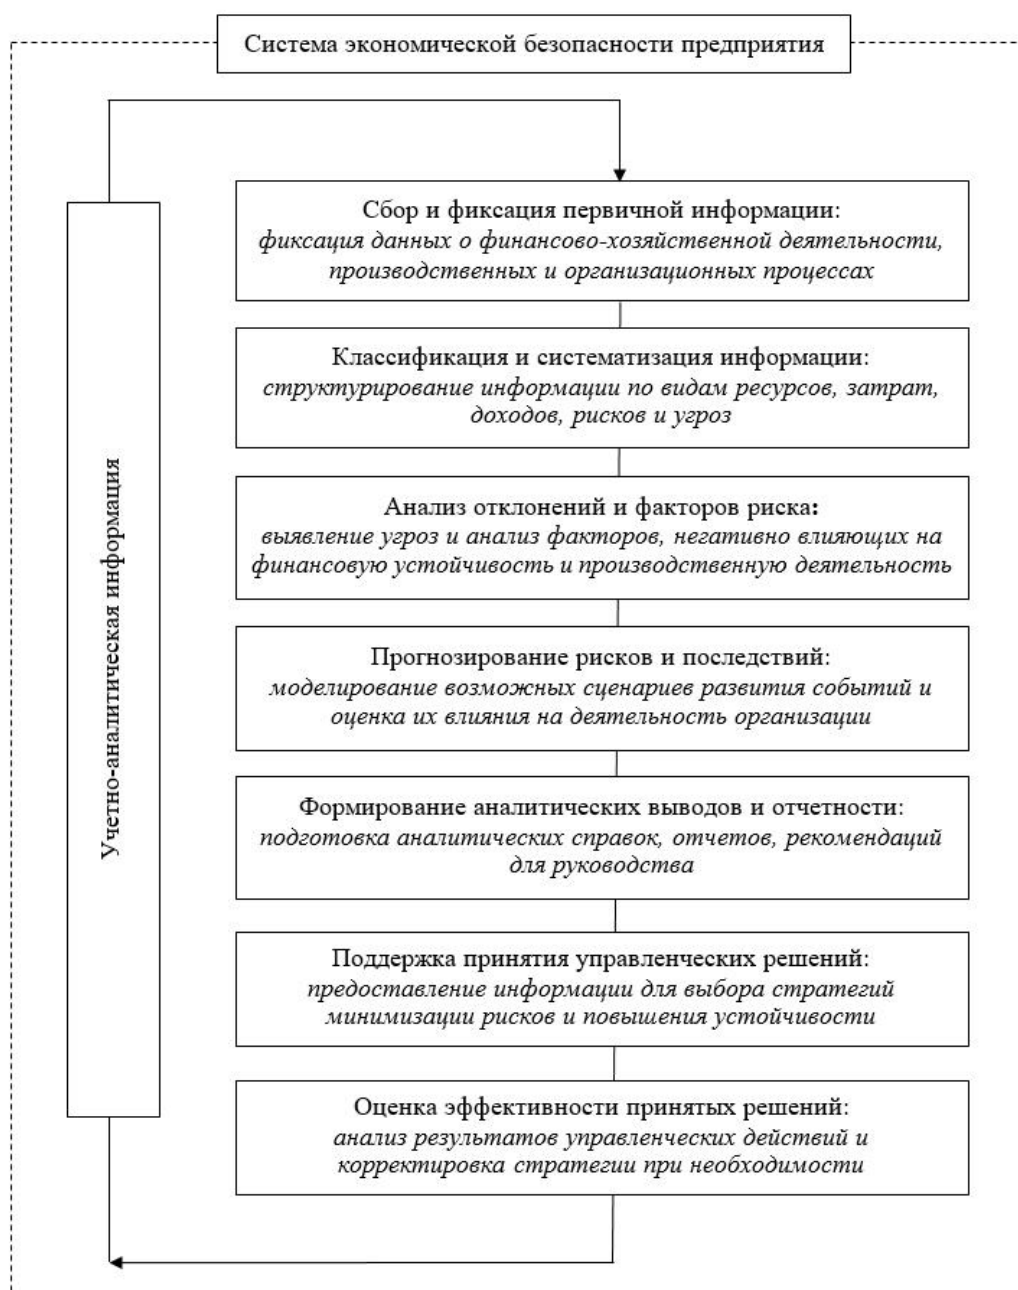 Система экономической безопасности предприятия
Сбор и фиксация первичной информации:
фиксация данных о финансово-хозяйственной деятельности,
производственных и организационных процессах
Классификация и систематизация информации:
структурирование информации по видам ресурсов, затрат,
доходов, рисков и угроз
Анализ отклонений и факторов риска:
выявление угроз и анализ факторов, негативно влияющих на
финансовую устойчивость и производственную деятельность
Прогнозирование рисков и последствий:
моделирование возможных сценариев развития событий и
оценка их влияния на деятельность организации
Формирование аналитических выводов и отчетности:
подготовка аналитических справок, отчетов, рекомендаций
для руководства
Поддержка принятия управленческих решений:
предоставление информации для выбора стратегий
минимизации рисков и повышения устойчивости
Оценка эффективности принятых решений:
анализ результатов управленческих действий и
корректировка стратегии при необходимости
Учетно-аналитическая информация